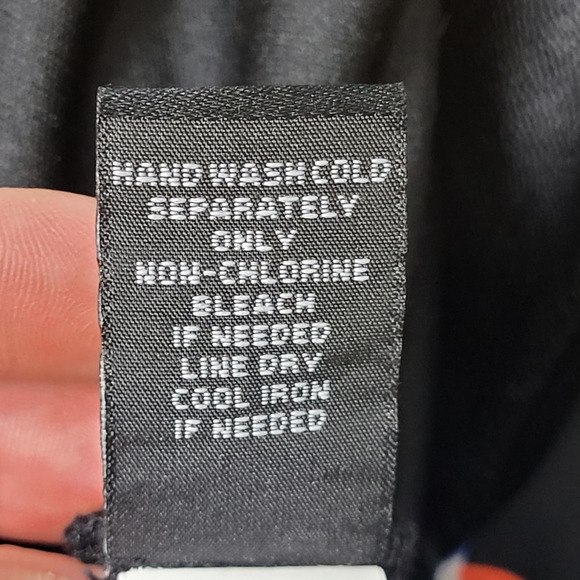 HAND WASH COLD
SEPARATELY
ONLY
NON-CHLORINE
BLEACH
IF NEEDED
LINE DRY
COOL IRON
IF NEEDED